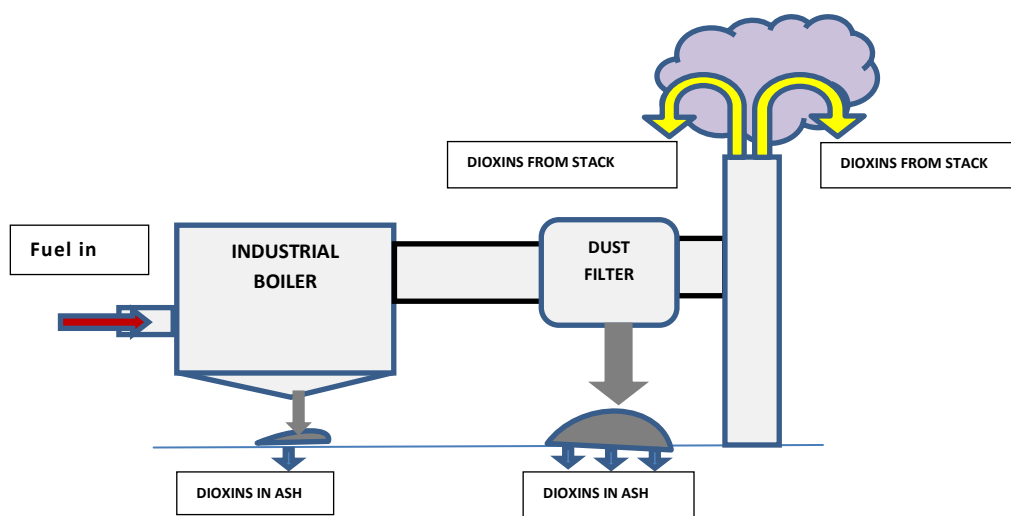 DIOXINS FROM STACK
DIOXINS FROM STACK
Fuel in
INDUSTRIAL
BOILER
DUST
FILTER
DIOXINS IN ASH
DIOXINS IN ASH